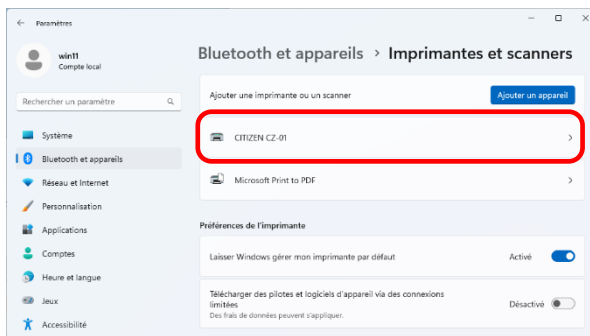 Paramètres
win11
Compte local
Rechercher un paramètre
Système
Bluetooth et appareils
Réseau et Internet
Personnalisation
Applications
Comptes
Heure et langue
Jeux
Accessibilité
Bluetooth et appareils > Imprimantes et scanners
Ajouter une imprimante ou un scanner
Ajouter un appareil
CITIZEN CZ-01
Microsoft Print to PDF
Préférences de l'imprimante
Laisser Windows gérer mon imprimante par défaut
Activé
Télécharger des pilotes et logiciels d'appareil via des connexions
limitées
Des frais de données peuvent s'appliquer.
Désactivé